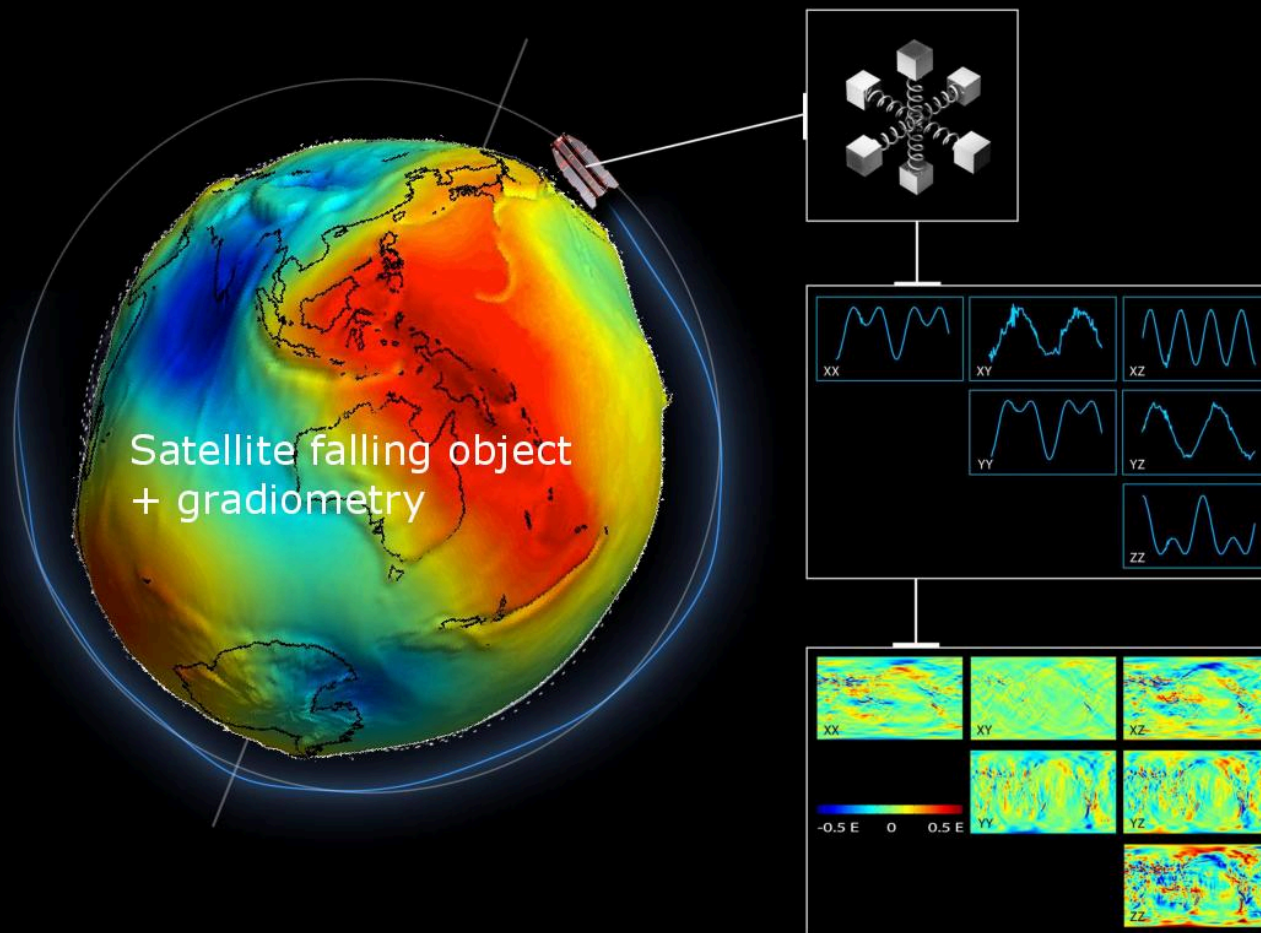 Satellite falling object
+ gradiometry
XX
XY
XZ
YY
YZ
ZZ
XX
XY
XZ
YY
YZ
-0.5 E 0 0.5 E
ZZ